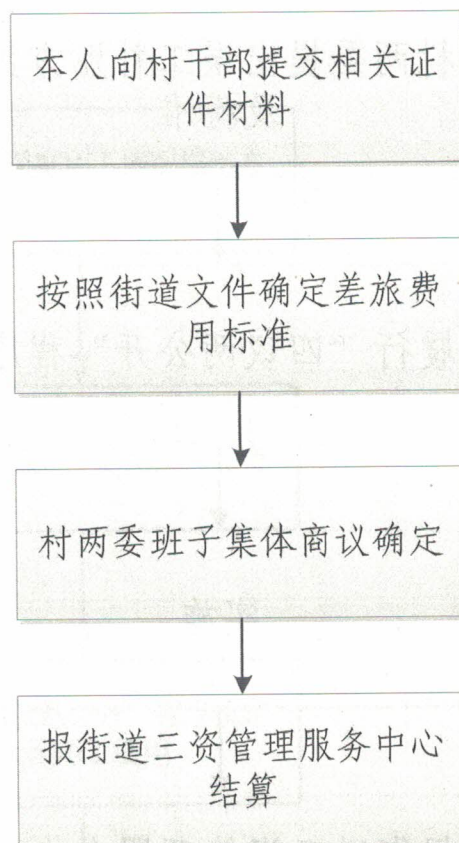 本人向村干部提交相关证
件材料
按照街道文件确定差旅费
用标准
村两委班子集体商议确定
报街道三资管理服务中心
结算